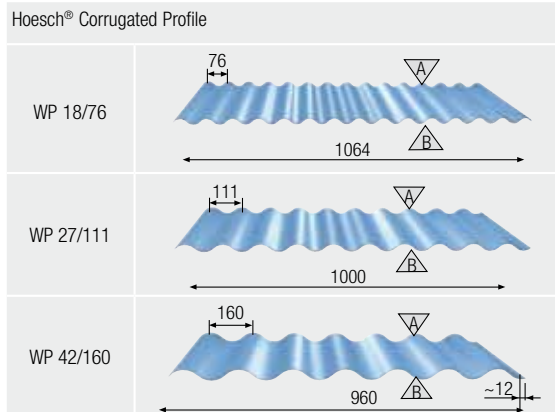 Hoesch® Corrugated Profile
WP 18/76
76
A
B
1064
WP 27/111
111
A
B
1000
WP 42/160
160
A
B
~12
960